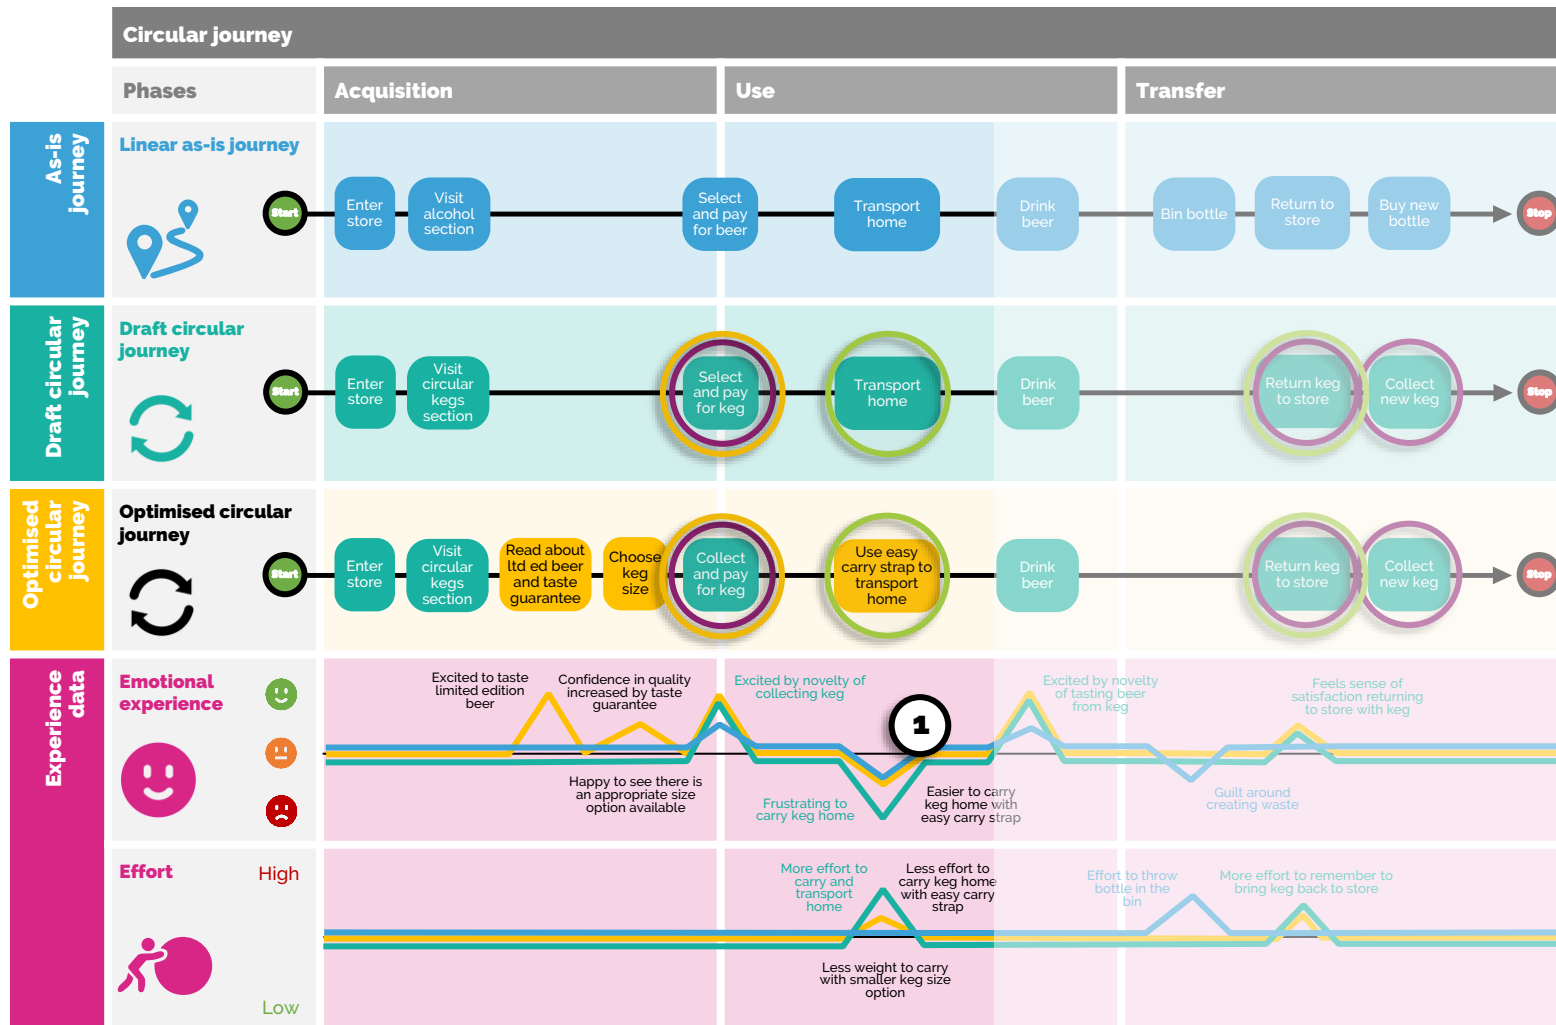 Circular journey
Phases
Acquisition
Use
Transfer
As-is
journey
Linear as-is journey
Start
Enter
store
Visit
alcohol
section
Select
and pay
for beer
Transport
home
Drink
beer
Bin bottle
Return to
store
Buy new
bottle
Stop
Draft circular
journey
Draft circular
journey
Start
Enter
store
Visit
circular
kegs
section
Select
and pay
for keg
Transport
home
Drink
beer
Return keg
to store
Collect
new keg
Stop
Optimised
circular
journey
Optimised circular
journey
Start
Enter
store
Visit
circular
kegs
section
Read about
ltd ed beer
and taste
guarantee
Choose
keg
size
Collect
and pay
for keg
Use easy
carry strap to
transport
home
Drink
beer
Return keg
to store
Collect
new keg
Stop
Experience
data
Emotional
experience
Excited to taste
limited edition
beer
Confidence in quality
increased by taste
guarantee
Excited by novelty of
collecting keg
1
Excited by novelty
of tasting beer
from keg
Feels sense of
satisfaction returning
to store with keg
Happy to see there is
an appropriate size
option available
Frustrating to
carry keg home
Easier to carry
keg home with
easy carry strap
Guilt around
creating waste
Effort
High
Low
More effort to
carry and
transport
home
Less effort to
carry keg home
with easy carry
strap
Effort to throw
bottle in the
bin
More effort to remember to
bring keg back to store
Less weight to carry
with smaller keg size
option